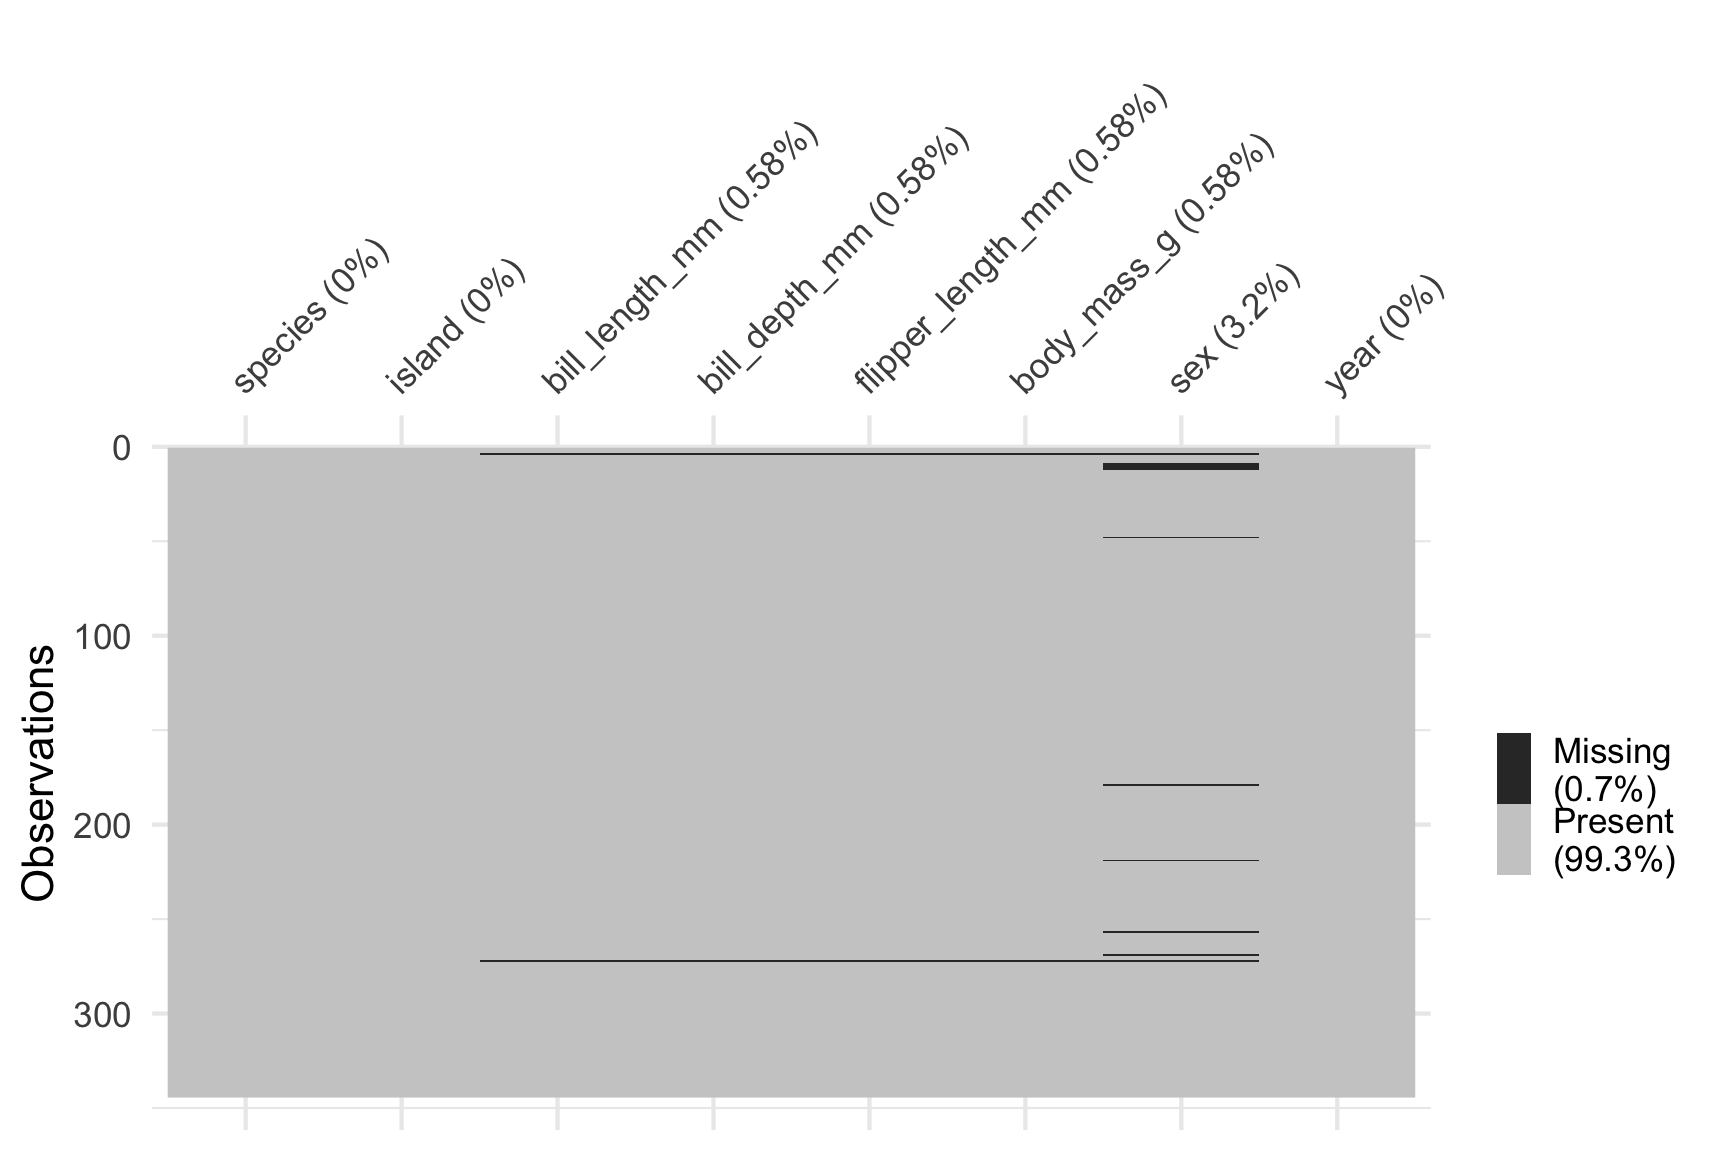 species (0%)
island (0%)
bill_length_mm (0.58%)
bill_depth_mm (0.58%)
flipper_length_mm (0.58%)
body_mass_g (0.58%)
sex (3.2%)
year (0%)
0
100
200
300
Observations
Missing
(0.7%)
Present
(99.3%)